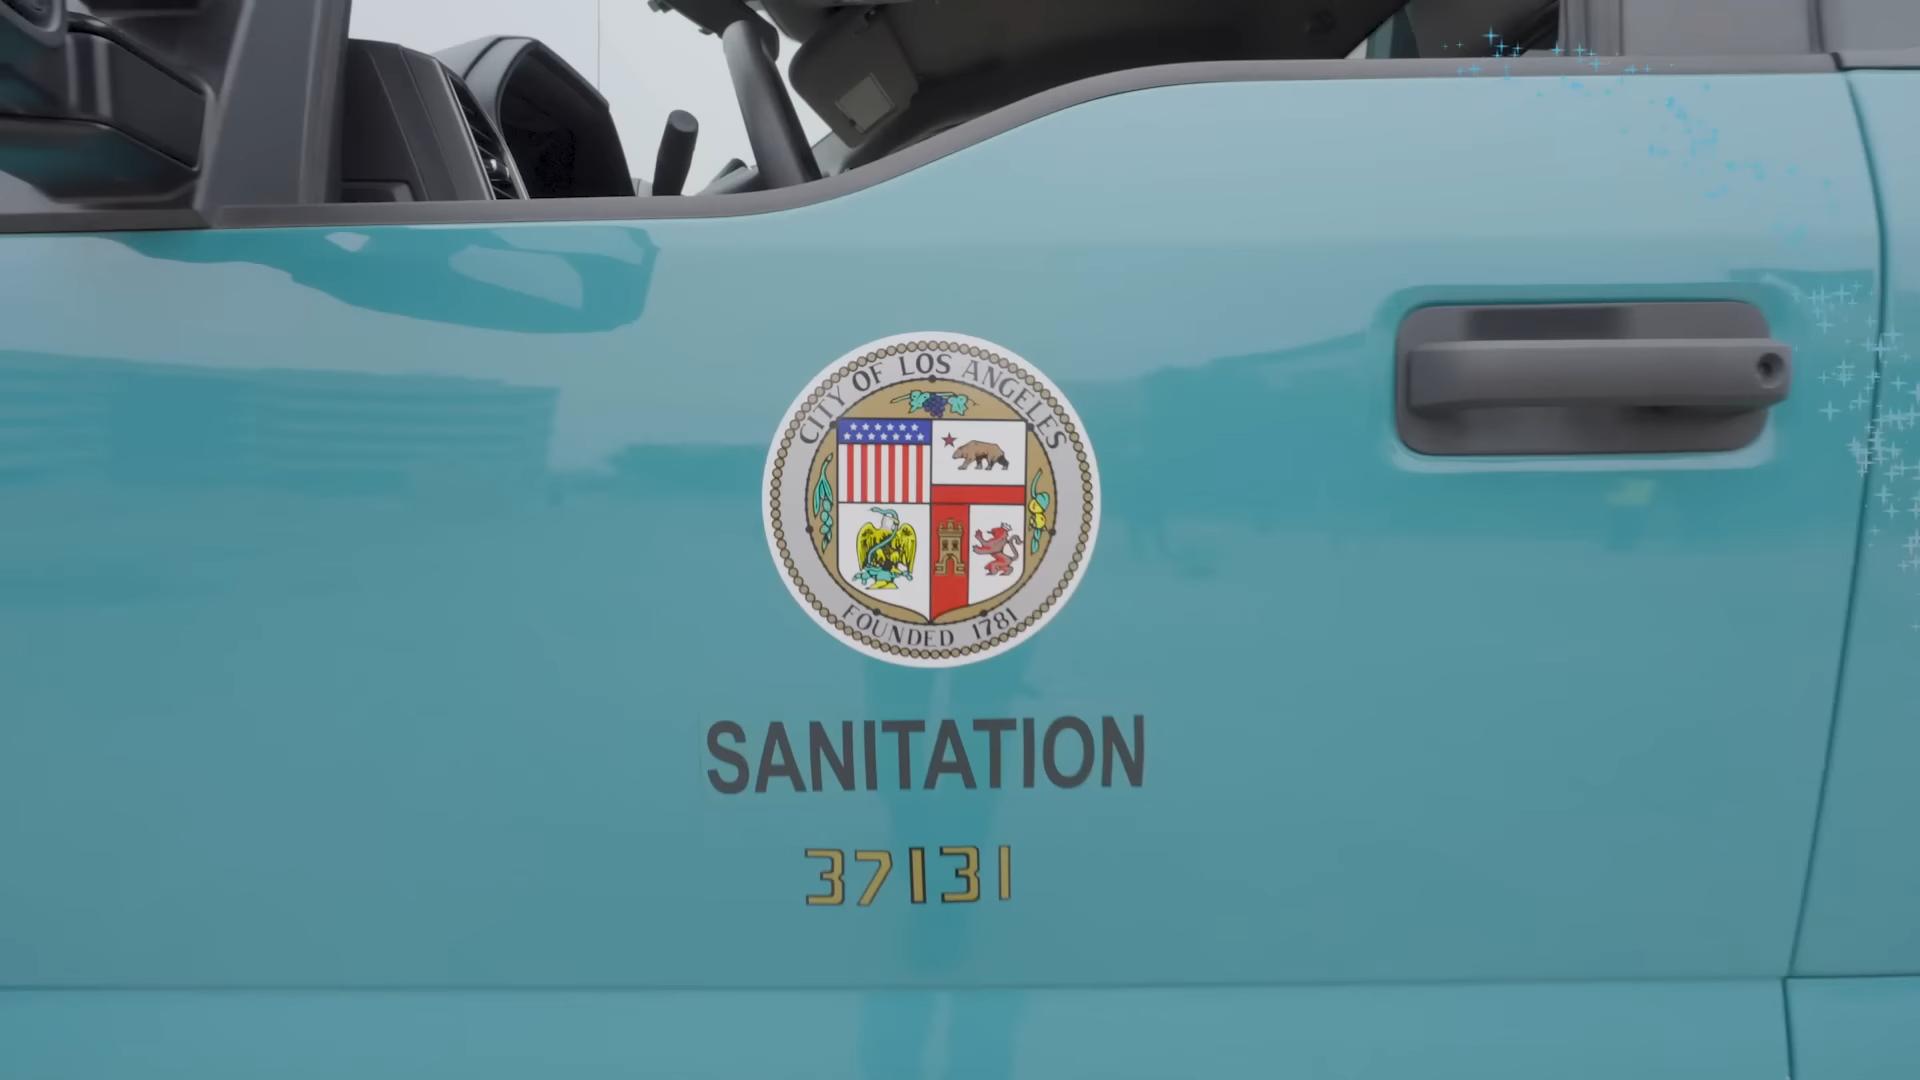 CITY OF LOS ANGELES
FOUNDED 1781
SANITATION
37131